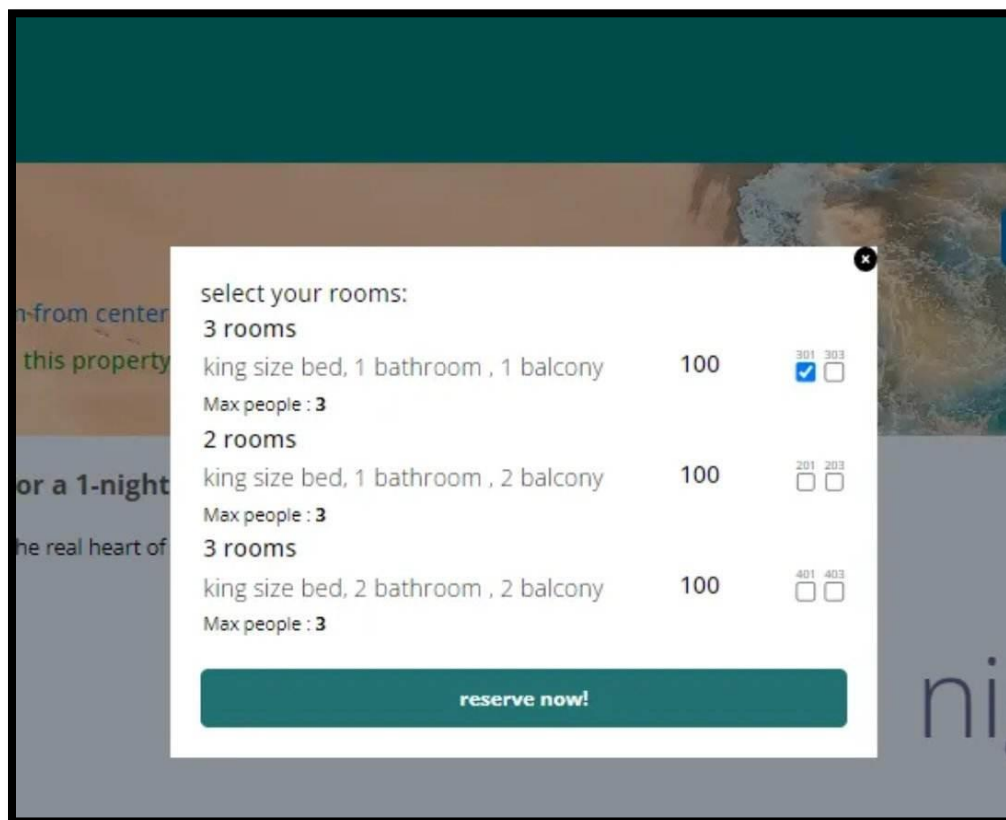 select your rooms:
3 rooms
king size bed, 1 bathroom , 1 balcony 100 301 303
Max people : 3
2 rooms
king size bed, 1 bathroom , 2 balcony 100 201 203
Max people : 3
3 rooms
king size bed, 2 bathroom , 2 balcony 100 401 403
Max people : 3
reserve now!
from center
this property
or a 1-night
he real heart of
ni